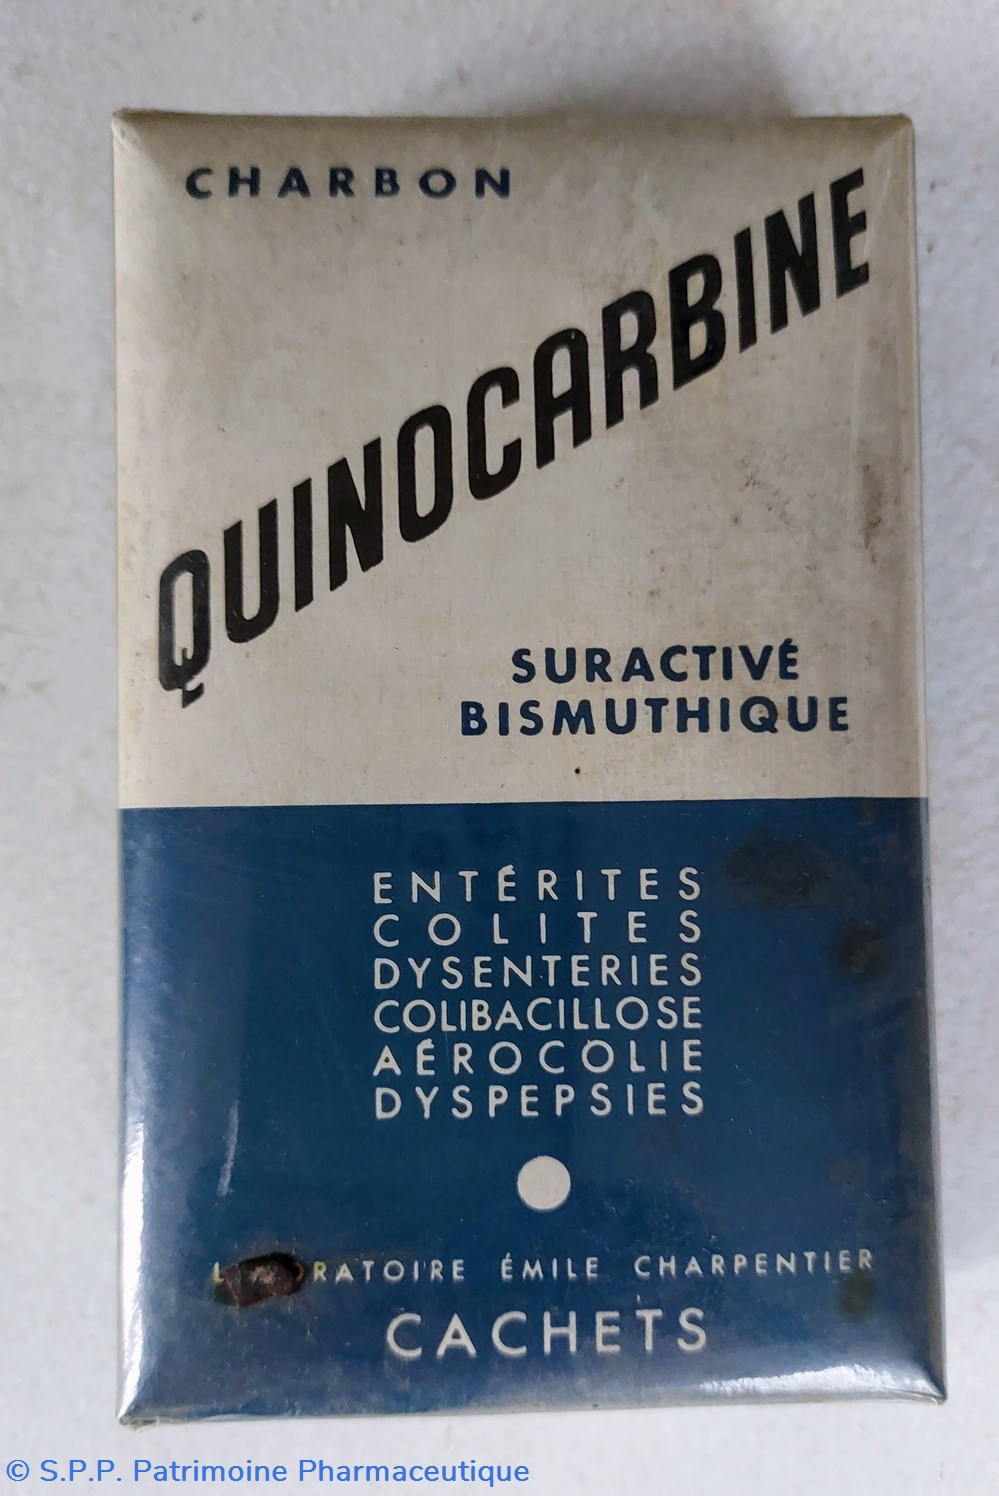 CHARBON
QUINOCARBINE
SURACTIVÉ
BISMUTHIQUE
ENTÉRITES
COLITES
DYSENTERIES
COLIBACILLOSE
AÉROCOLIE
DYSPEPSIES
ÉMILE CHARPENTIER
CACHETS
© S.P.P. Patrimoine Pharmaceutique